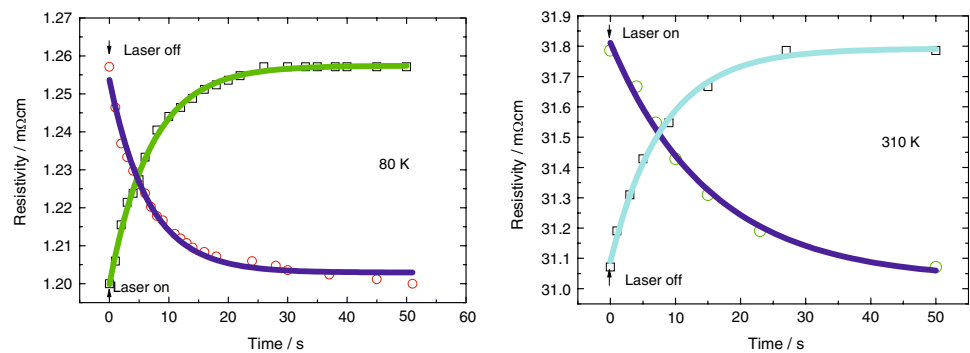 1.27
1.26
1.25
1.24
1.23
1.22
1.21
1.20
Resistivity / mΩcm
Laser off
80 K
Laser on
0 10 20 30 40 50 60
Time / s
31.9
31.8
31.7
31.6
31.5
31.4
31.3
31.2
31.1
31.0
Resistivity / mΩcm
Laser on
310 K
Laser off
0 10 20 30 40 50
Time / s